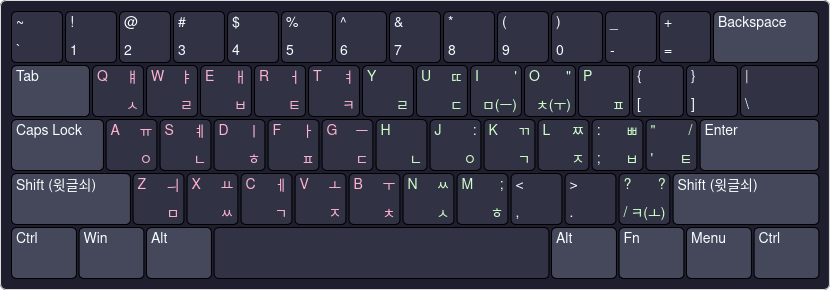 ~ ! @ # $ % ^ & * ( ) _ + Backspace
` 1 2 3 4 5 6 7 8 9 0 - =
Tab Q ㅒ W ㅑ E ㅐ R ㅓ T ㅕ Y U ㄸ I ' O " P { } |
ㅅ ㄹ ㅂ ㅌ ㅋ ㄹ ㄷ ㅁ(ㅡ) ㅊ(ㅜ) ㅍ [ ] \
Caps Lock A ㅠ S ㅖ D ㅣ F ㅏ G ㅡ H J : K ㄲ L ㅉ : ㅃ " / Enter
ㅇ ㄴ ㅎ ㅍ ㄷ ㄴ ㅇ ㄱ ㅈ ; ㅂ ' ㅌ
Shift (윗글쇠) Z ㅢ X ㅛ C ㅔ V ㅗ B ㅜ N ㅆ M ; < > ? ? Shift (윗글쇠)
ㅁ ㅆ ㄱ ㅈ ㅊ ㅅ ㅎ , . / ㅋ(ㅗ)
Ctrl Win Alt Alt Fn Menu Ctrl